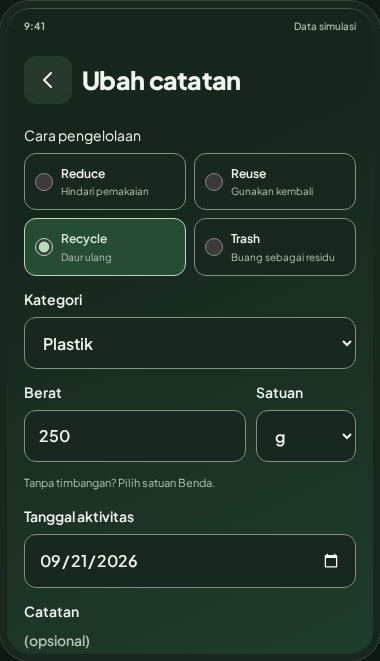 9:41 Data simulasi
Ubah catatan
Cara pengelolaan
Reduce
Hindari pemakaian
Reuse
Gunakan kembali
Recycle
Daur ulang
Trash
Buang sebagai residu
Kategori
Plastik
Berat
Satuan
250
g
Tanpa timbangan? Pilih satuan Benda.
Tanggal aktivitas
09/21/2026
Catatan
(opsional)